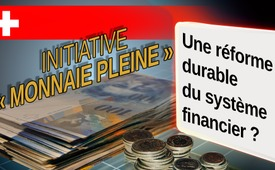 INITIATIVE
« MONNAIE PLEINE »
Une réforme
durable
du système
financier ?